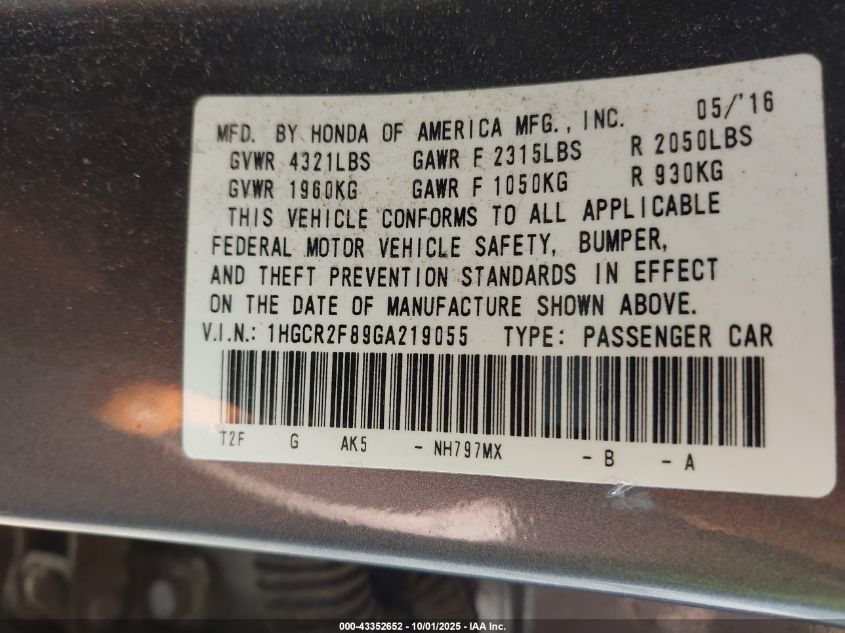 MFD. BY HONDA OF AMERICA MFG., INC. 05/'16
GVWR 4321LBS GAWR F 2315LBS R 2050LBS
GVWR 1960KG GAWR F 1050KG R 930KG
THIS VEHICLE CONFORMS TO ALL APPLICABLE
FEDERAL MOTOR VEHICLE SAFETY, BUMPER,
AND THEFT PREVENTION STANDARDS IN EFFECT
ON THE DATE OF MANUFACTURE SHOWN ABOVE.
V.I.N.: 1HGCR2F89GA219055 TYPE: PASSENGER CAR
T2F G AK5 - NH797MX - B - A
000-43352652 - 10/01/2025 - IAA Inc.